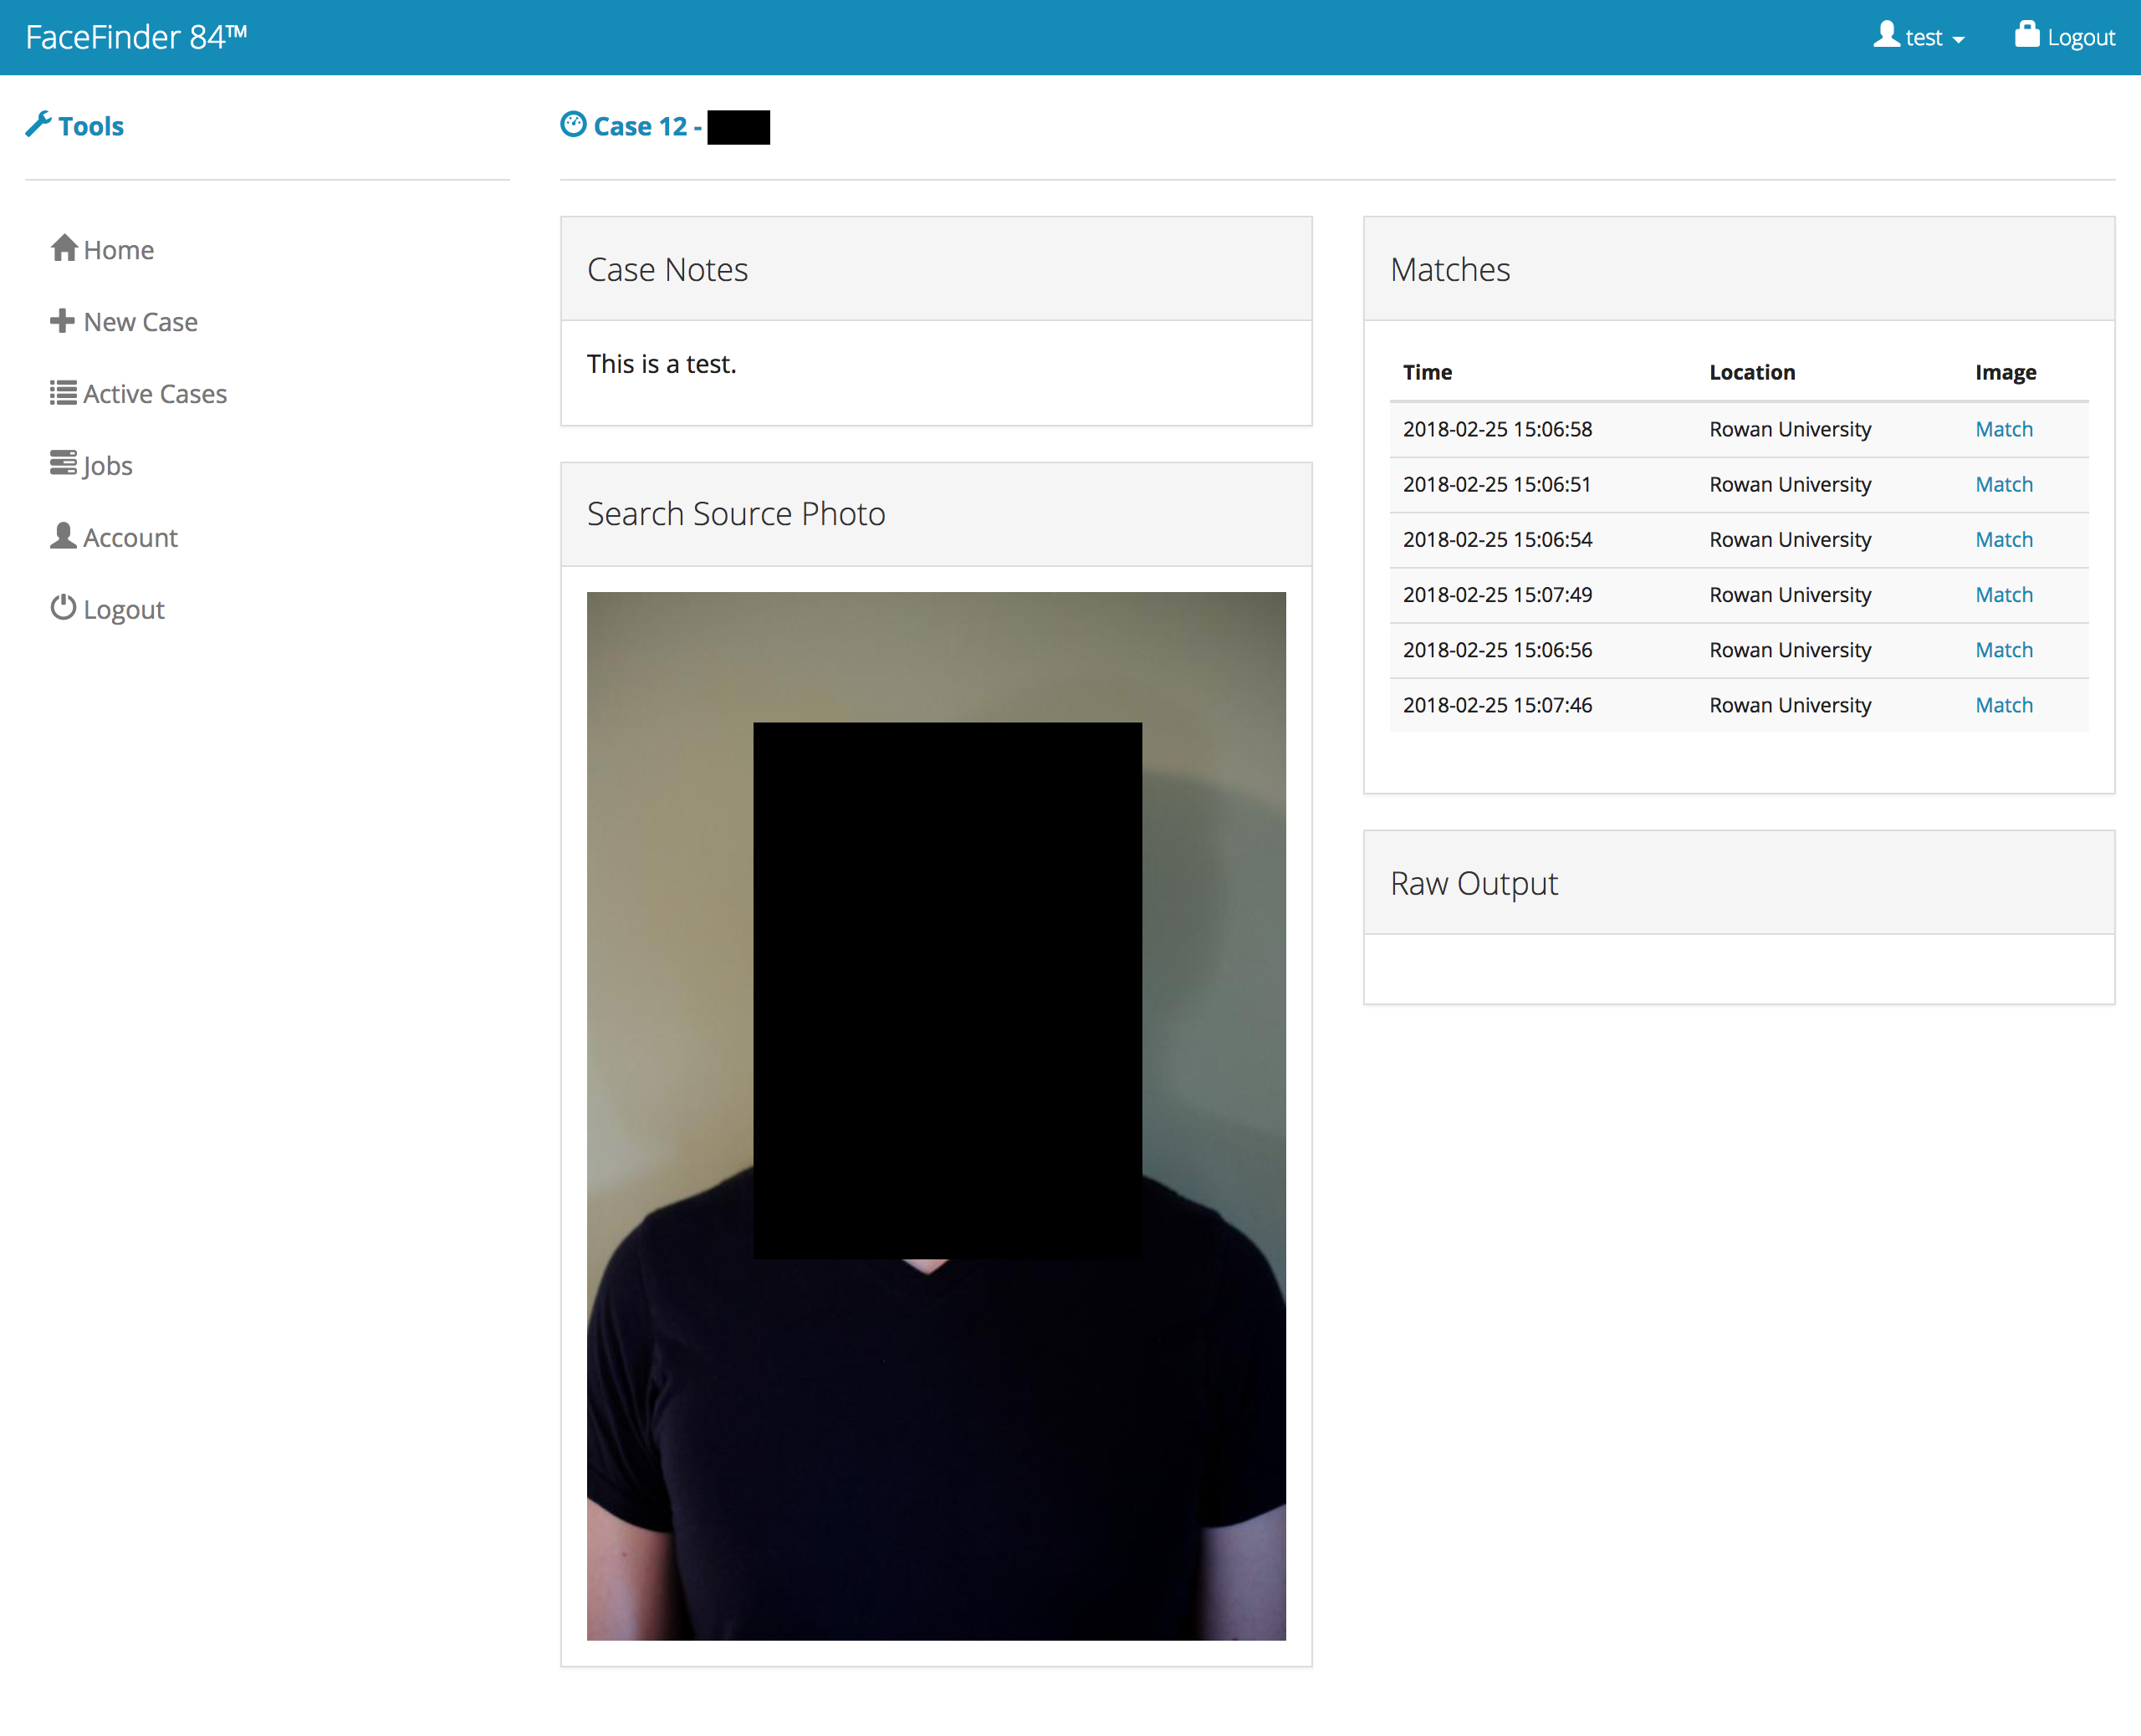 FaceFinder 84™
test
Logout
Tools
Home
New Case
Active Cases
Jobs
Account
Logout
Case 12 -
Case Notes
This is a test.
Search Source Photo
Matches
Time Location Image
2018-02-25 15:06:58 Rowan University Match
2018-02-25 15:06:51 Rowan University Match
2018-02-25 15:06:54 Rowan University Match
2018-02-25 15:07:49 Rowan University Match
2018-02-25 15:06:56 Rowan University Match
2018-02-25 15:07:46 Rowan University Match
Raw Output